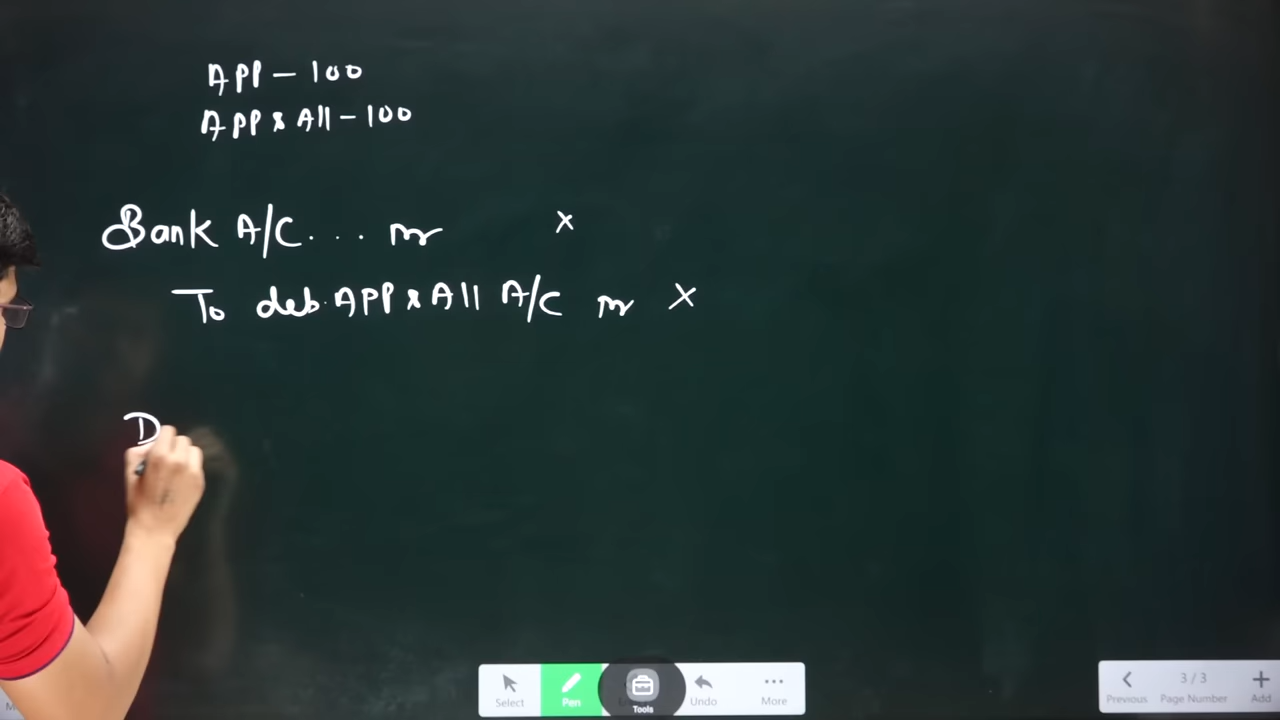 APP - 100
APP & All - 100
Bank A/C . . . Dr X
To deb. APP & All A/C Dr X
D
Select
Pen
Tools
Undo
More
Previous
3 / 3
Page Number
Add